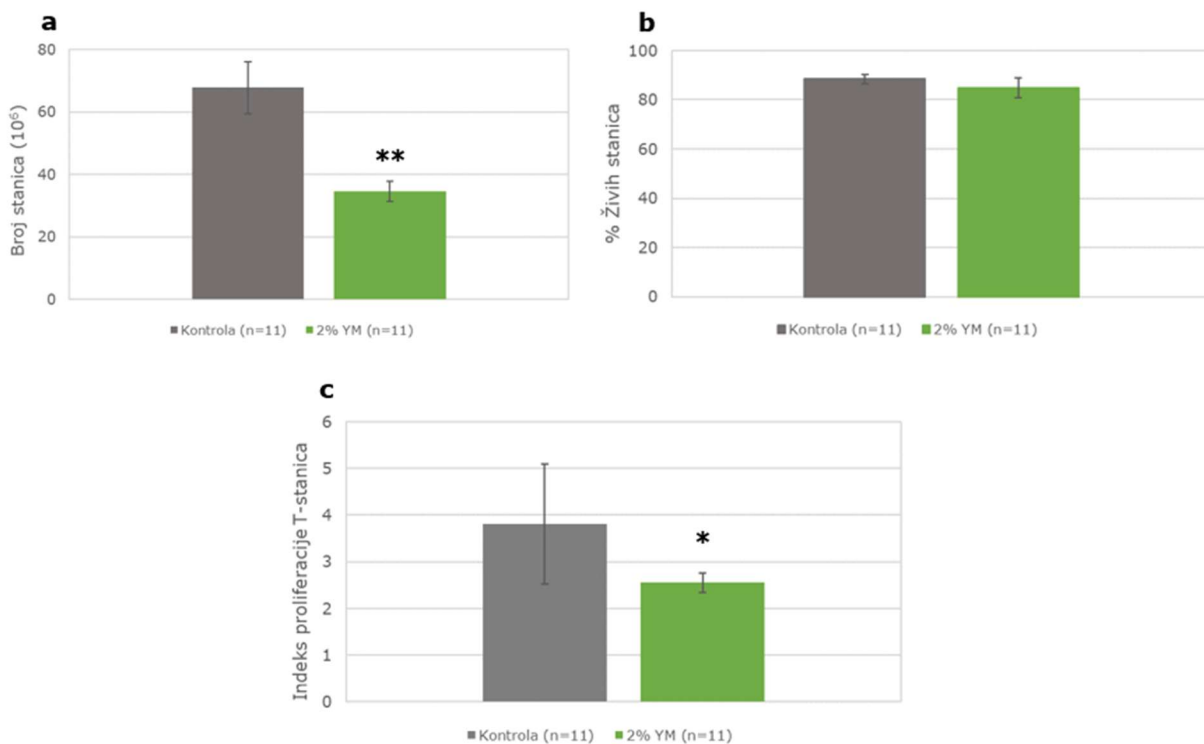 a
80
60
40
20
0
Broj stanica (10⁶)
**
Kontrola (n=11) 2% YM (n=11)
b
100
80
60
40
20
0
% Živih stanica
Kontrola (n=11) 2% YM (n=11)
c
6
5
4
3
2
1
0
Indeks proliferacije T-stanica
*
Kontrola (n=11) 2% YM (n=11)